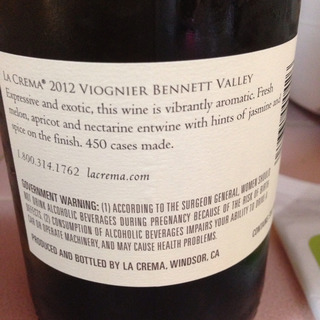 LA CREMA® 2012 VIOGNIER BENNETT VALLEY
Expressive and exotic, this wine is vibrantly aromatic. Fresh
melon, apricot and nectarine entwine with hints of jasmine and
spice on the finish. 450 cases made.
1.800.314.1762 lacrema.com
GOVERNMENT WARNING: (1) ACCORDING TO THE SURGEON GENERAL, WOMEN SHOULD
NOT DRINK ALCOHOLIC BEVERAGES DURING PREGNANCY BECAUSE OF THE RISK OF BIRTH
DEFECTS. (2) CONSUMPTION OF ALCOHOLIC BEVERAGES IMPAIRS YOUR ABILITY TO DRIVE A
CAR OR OPERATE MACHINERY, AND MAY CAUSE HEALTH PROBLEMS.
PRODUCED AND BOTTLED BY LA CREMA, WINDSOR, CA